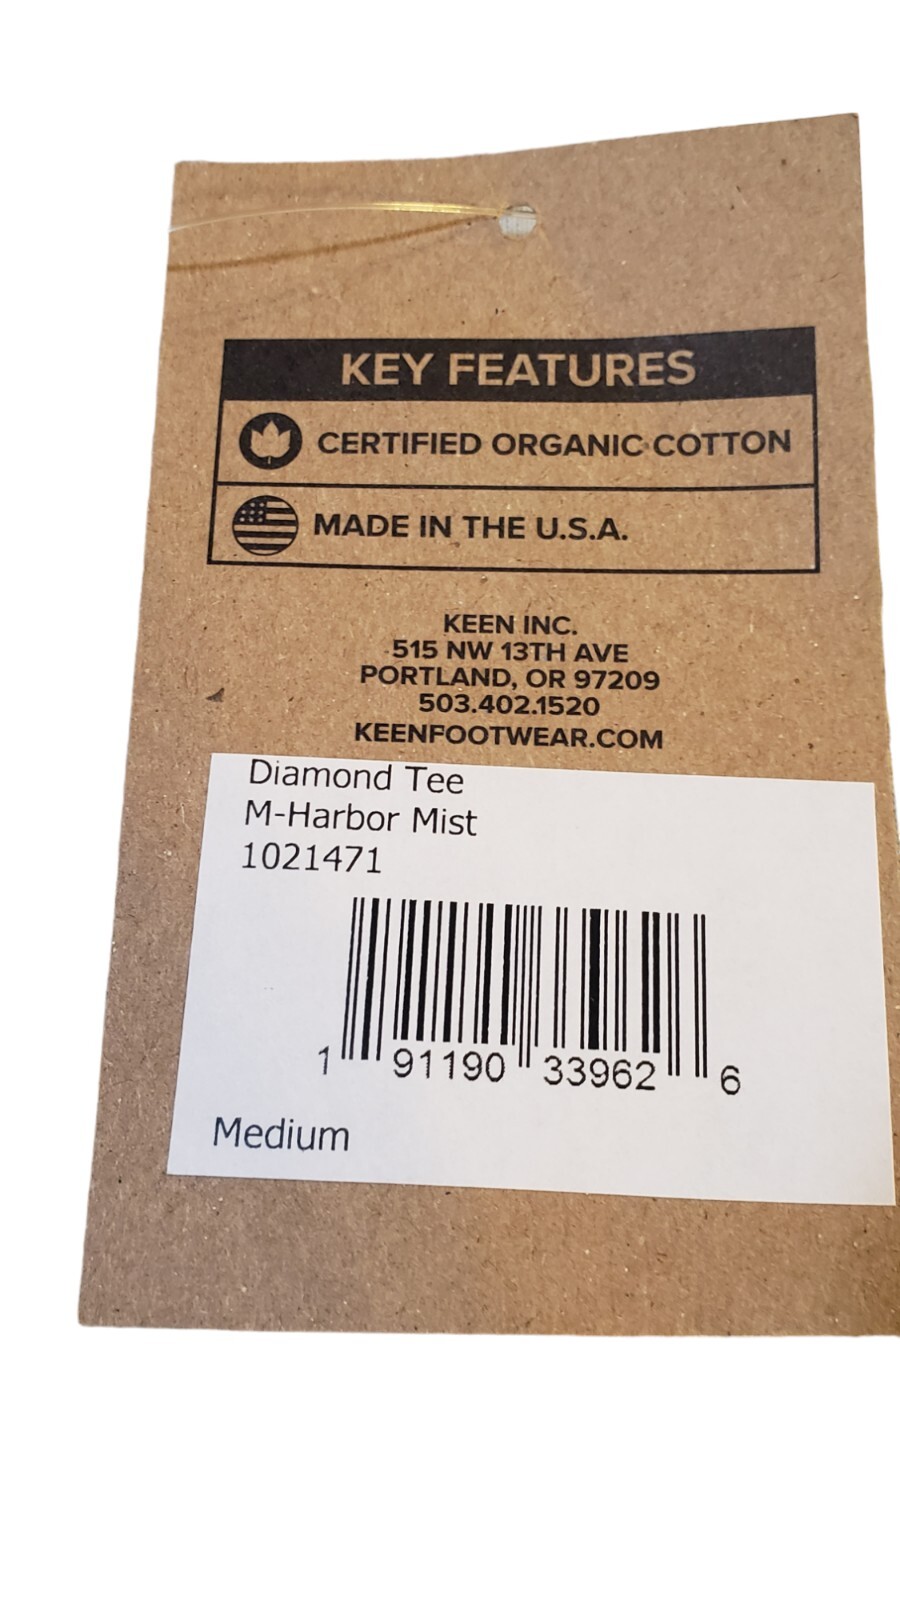 KEY FEATURES
CERTIFIED ORGANIC COTTON
MADE IN THE U.S.A.
KEEN INC.
515 NW 13TH AVE
PORTLAND, OR 97209
503.402.1520
KEENFOOTWEAR.COM
Diamond Tee
M-Harbor Mist
1021471
1 91190 33962 6
Medium